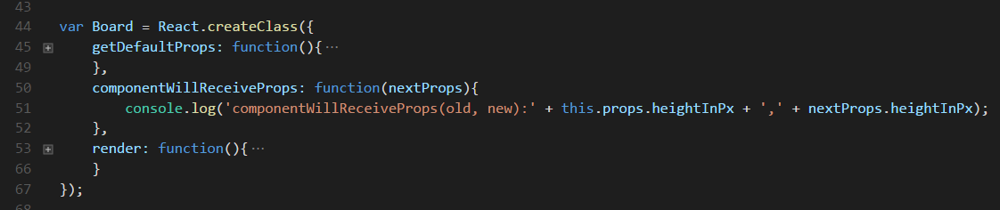 43
44 var Board = React.createClass({
45 getDefaultProps: function(){ ···
49 },
50 componentWillReceiveProps: function(nextProps){
51 console.log('componentWillReceiveProps(old, new):' + this.props.heightInPx + ',' + nextProps.heightInPx);
52 },
53 render: function(){ ···
66 }
67 });
68